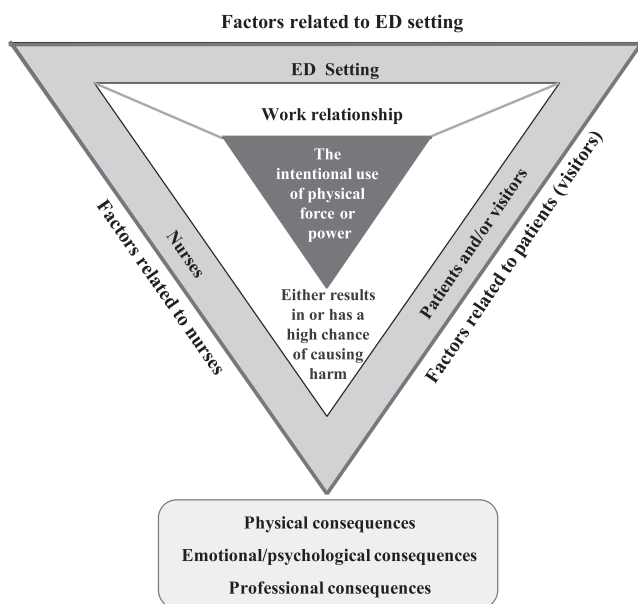 Factors related to ED setting
ED Setting
Work relationship
The
intentional use
of physical
force or
power
Nurses
Factors related to nurses
Patients and/or visitors
Factors related to patients (visitors)
Either results
in or has a
high chance
of causing
harm
Physical consequences
Emotional/psychological consequences
Professional consequences